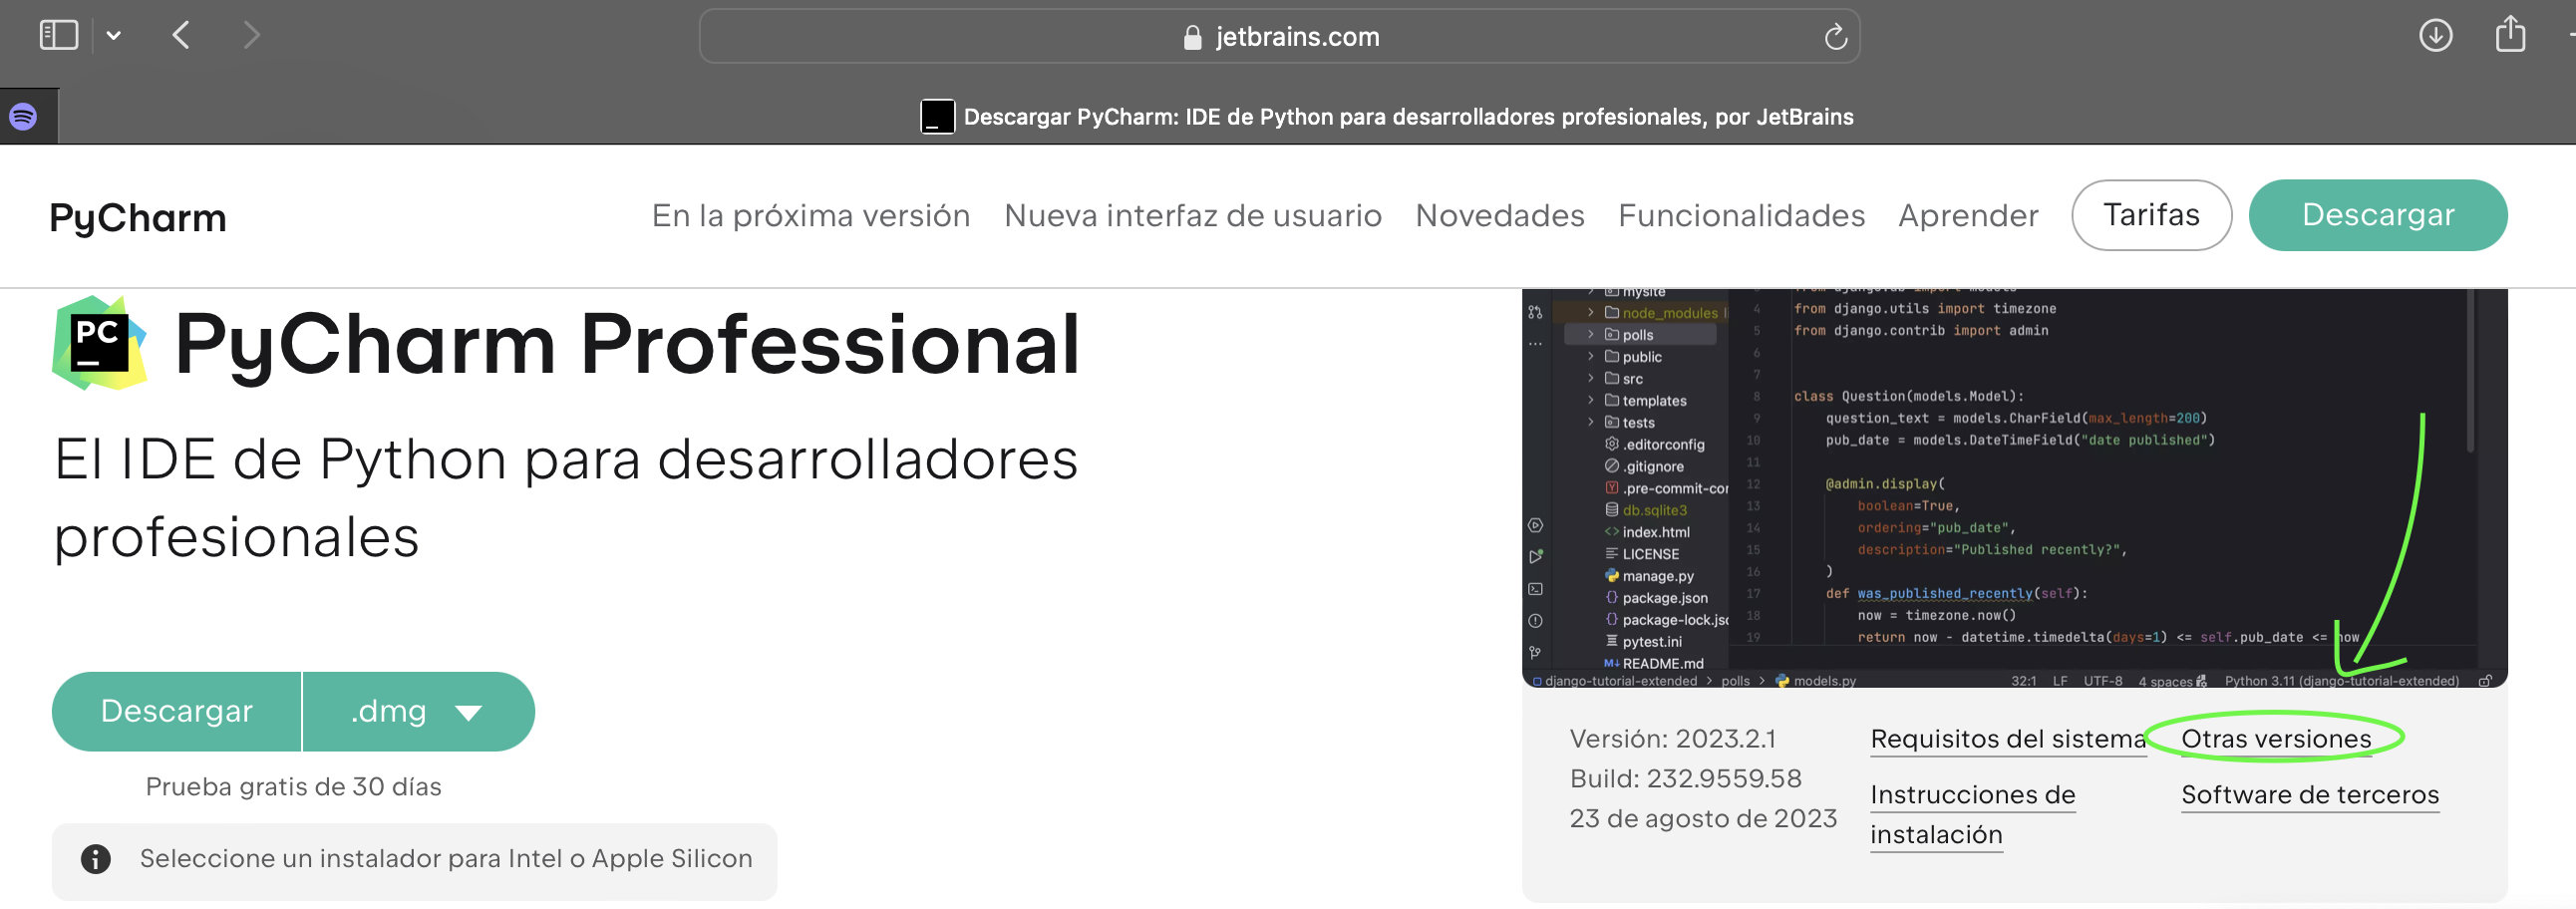 jetbrains.com
Descargar PyCharm: IDE de Python para desarrolladores profesionales, por JetBrains
PyCharm
En la próxima versión
Nueva interfaz de usuario
Novedades
Funcionalidades
Aprender
Tarifas
Descargar
PC
PyCharm Professional
El IDE de Python para desarrolladores
profesionales
Descargar
.dmg
Prueba gratis de 30 días
Seleccione un instalador para Intel o Apple Silicon
mysite
node_modules
polls
public
src
templates
tests
.editorconfig
.gitignore
.pre-commit-cor
db.sqlite3
index.html
LICENSE
manage.py
package.json
package-lock.jsc
pytest.ini
README.md
4 from django.utils import timezone
5 from django.contrib import admin
6
7
8 class Question(models.Model):
9 question_text = models.CharField(max_length=200)
10 pub_date = models.DateTimeField("date published")
11
12 @admin.display(
13 boolean=True,
14 ordering="pub_date",
15 description="Published recently?",
16 )
17 def was_published_recently(self):
18 now = timezone.now()
19 return now - datetime.timedelta(days=1) <= self.pub_date <= now
django-tutorial-extended > polls > models.py
32:1 LF UTF-8 4 spaces Python 3.11 (django-tutorial-extended)
Versión: 2023.2.1
Build: 232.9559.58
23 de agosto de 2023
Requisitos del sistema
Instrucciones de
instalación
Otras versiones
Software de terceros